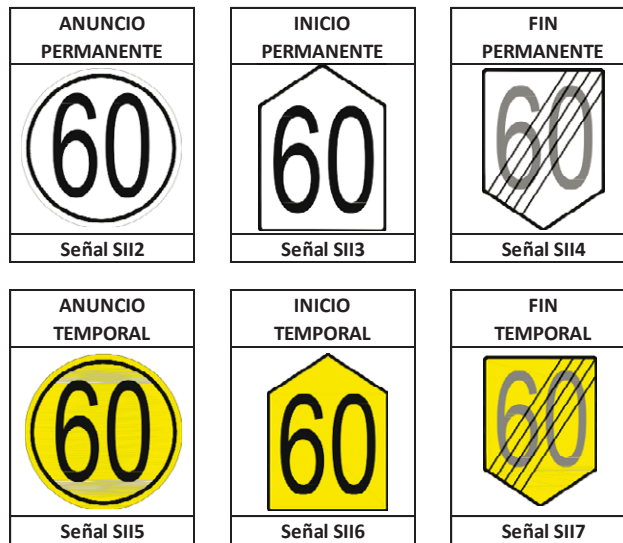 ANUNCIO
PERMANENTE
60
Señal SII2
INICIO
PERMANENTE
60
Señal SII3
FIN
PERMANENTE
60
Señal SII4
ANUNCIO
TEMPORAL
60
Señal SII5
INICIO
TEMPORAL
60
Señal SII6
FIN
TEMPORAL
60
Señal SII7